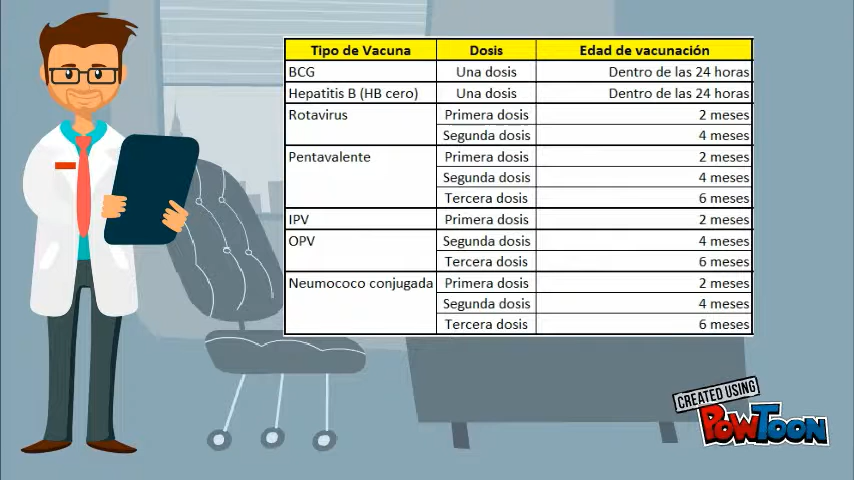 Tipo de Vacuna Dosis Edad de vacunación
BCG Una dosis Dentro de las 24 horas
Hepatitis B (HB cero) Una dosis Dentro de las 24 horas
Rotavirus Primera dosis 2 meses
Segunda dosis 4 meses
Pentavalente Primera dosis 2 meses
Segunda dosis 4 meses
Tercera dosis 6 meses
IPV Primera dosis 2 meses
OPV Segunda dosis 4 meses
Tercera dosis 6 meses
Neumococo conjugada Primera dosis 2 meses
Segunda dosis 4 meses
Tercera dosis 6 meses
CREATED USING
POWTOON